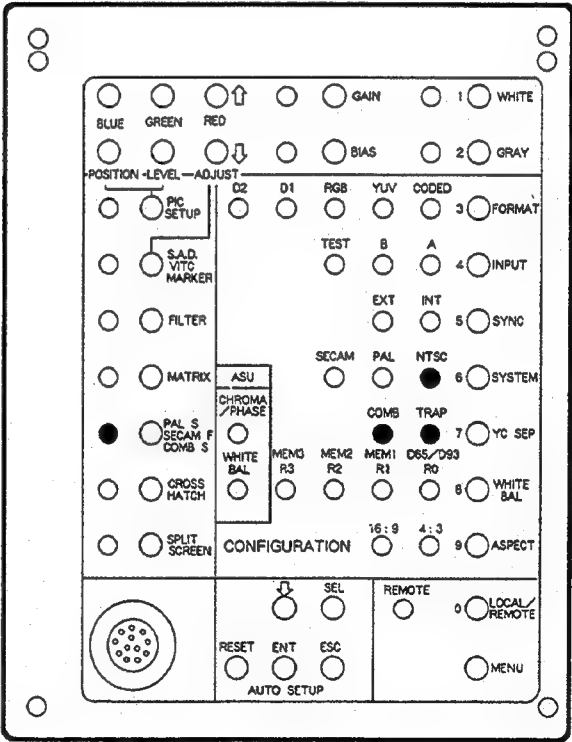 GAIN 1 WHITE
BLUE GREEN RED
BIAS 2 GRAY
POSITION LEVEL ADJUST
D2 D1 RGB YUV CODED
PIC
SETUP
3 FORMAT
TEST B A
S.A.D.
VITC
MARKER
4 INPUT
EXT INT
FILTER
5 SYNC
SECAM PAL NTSC
MATRIX
ASU
6 SYSTEM
CHROMA
/PHASE
COMB TRAP
PAL S
SECAM F
COMB S
7 YC SEP
WHITE
BAL
MEM3 MEM2 MEM1 D65/D93
R3 R2 R1 R0
CROSS
HATCH
8 WHITE
BAL
16:9 4:3
SPLIT
SCREEN
CONFIGURATION
9 ASPECT
SEL
REMOTE
0 LOCAL/
REMOTE
RESET ENT ESC
MENU
AUTO SETUP